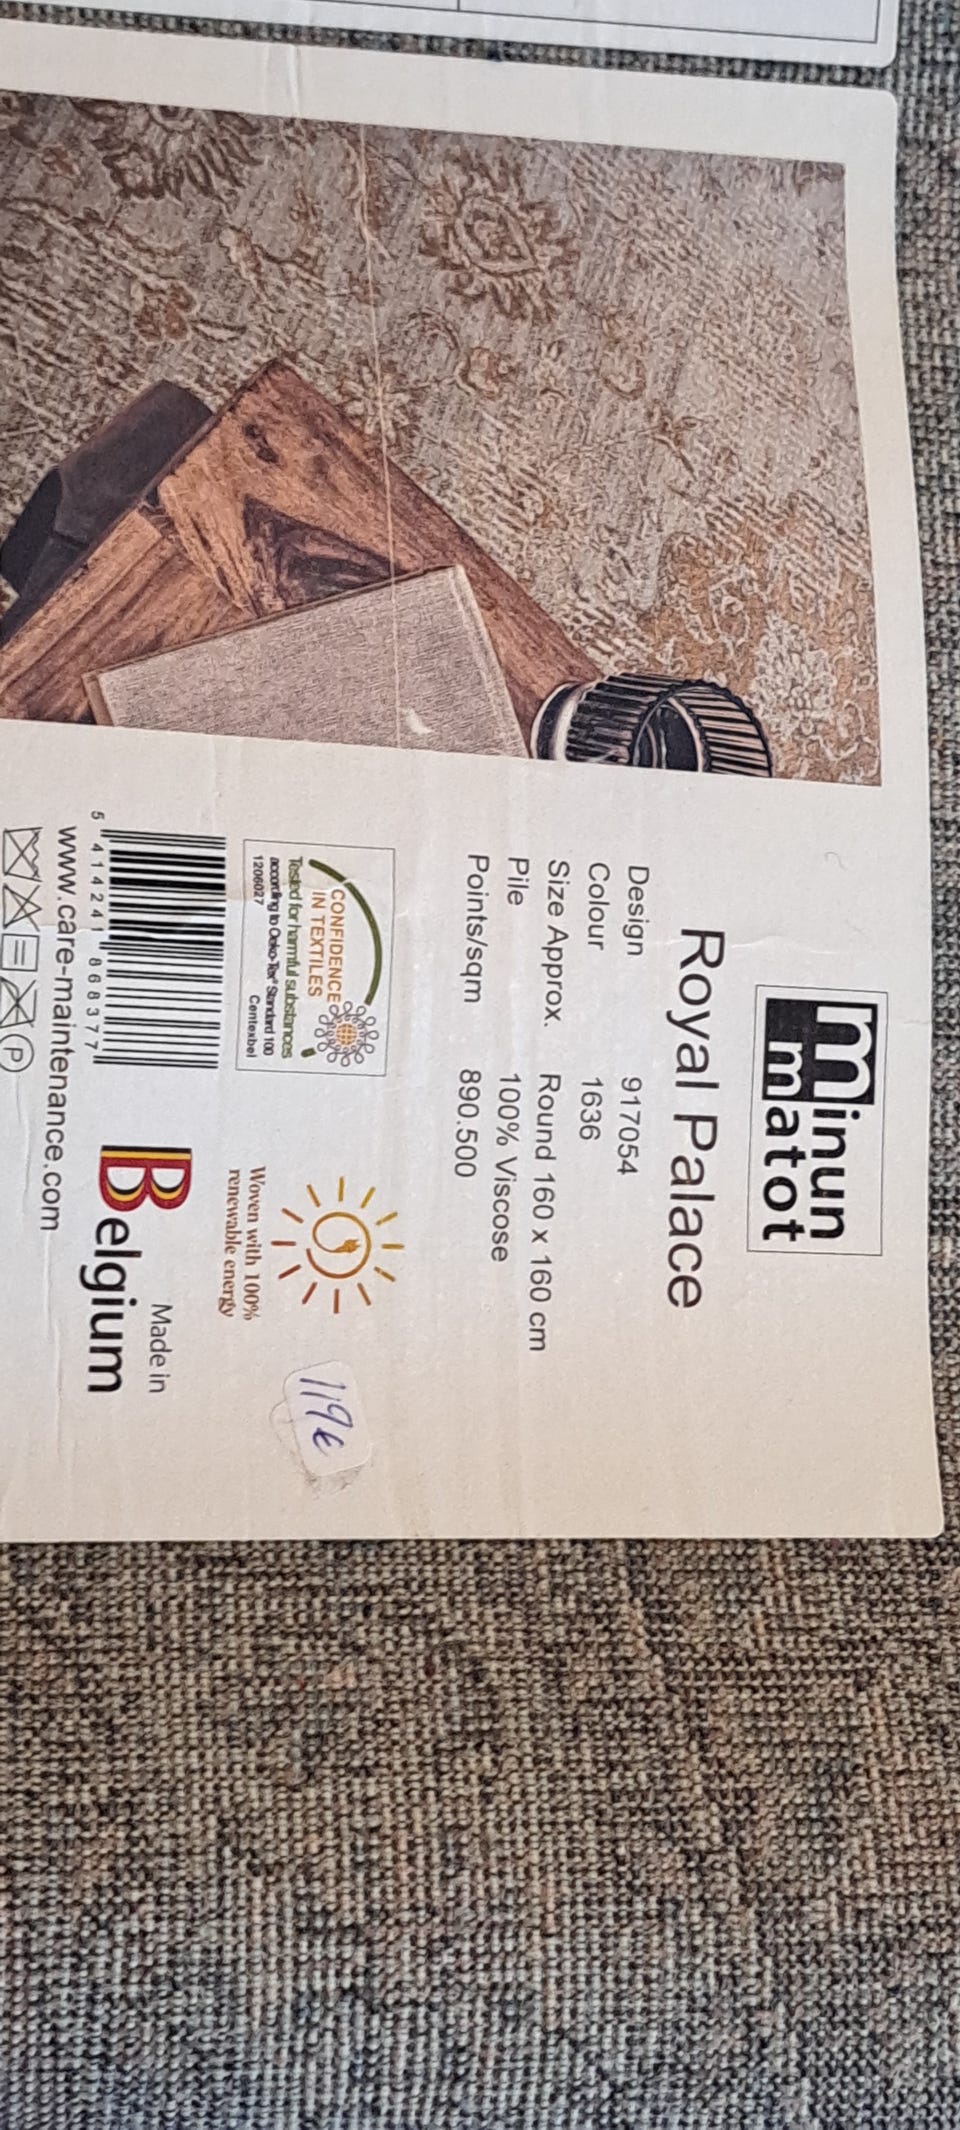 minun
matot
Royal Palace
Design 917054
Colour 1636
Size Approx. Round 160 x 160 cm
Pile 100% Viscose
Points/sqm 890.500
CONFIDENCE
IN TEXTILES
Tested for harmful substances
according to Oeko-Tex® Standard 100
1206027 Centexbel
Woven with 100%
renewable energy
119€
5 414241 868377
Made in
Belgium
www.care-maintenance.com
P